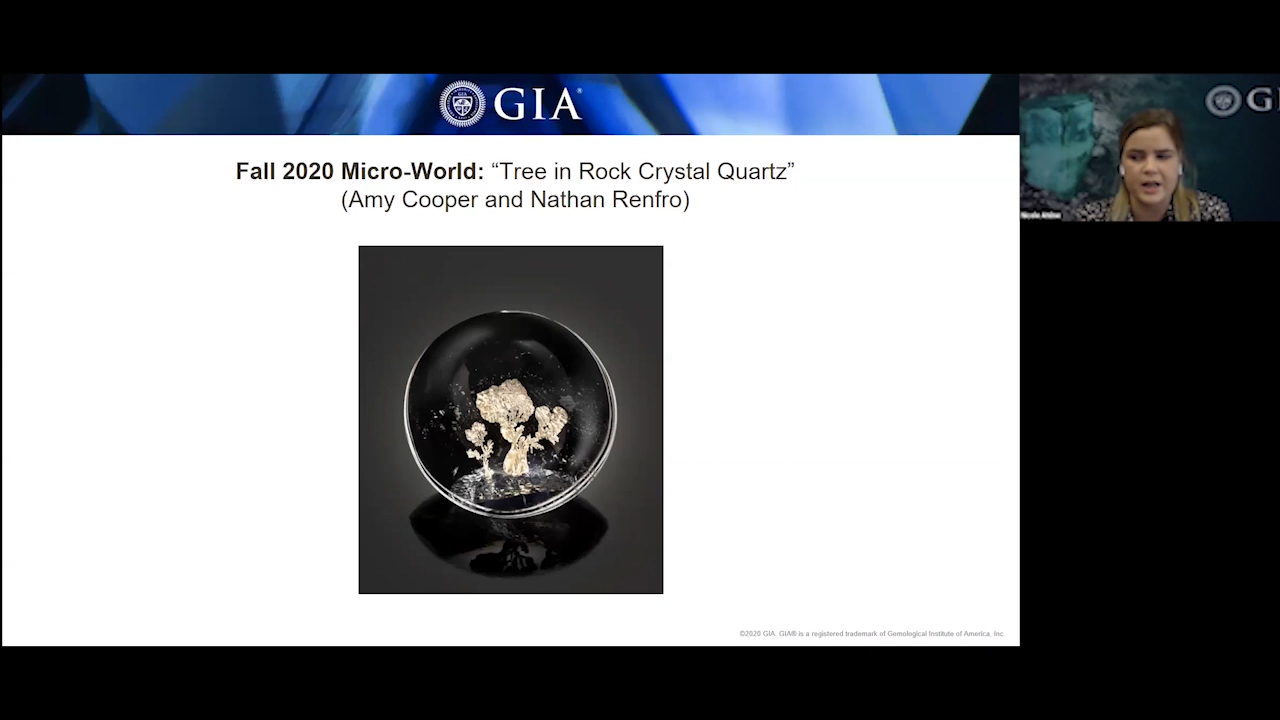 GIA®
Fall 2020 Micro-World: “Tree in Rock Crystal Quartz”
(Amy Cooper and Nathan Renfro)
©2020 GIA. GIA® is a registered trademark of Gemological Institute of America, Inc.